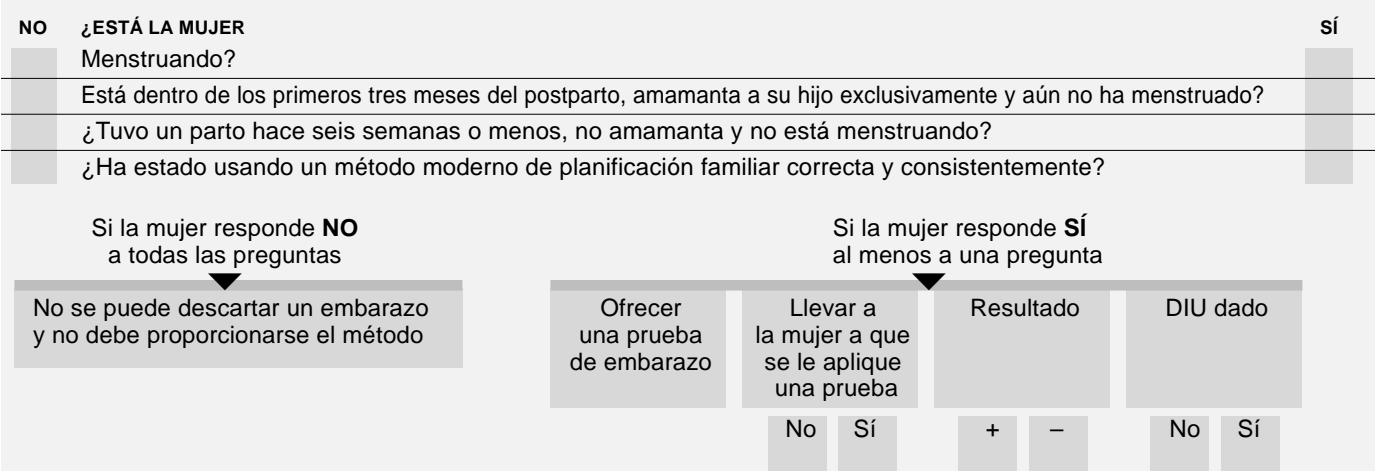 NO ¿ESTÁ LA MUJER SÍ
Menstruando?
Está dentro de los primeros tres meses del postparto, amamanta a su hijo exclusivamente y aún no ha menstruado?
¿Tuvo un parto hace seis semanas o menos, no amamanta y no está menstruando?
¿Ha estado usando un método moderno de planificación familiar correcta y consistentemente?
Si la mujer responde NO
a todas las preguntas
No se puede descartar un embarazo
y no debe proporcionarse el método
Si la mujer responde SÍ
al menos a una pregunta
Ofrecer
una prueba
de embarazo
Llevar a
la mujer a que
se le aplique
una prueba
No Sí
Resultado
+ –
DIU dado
No Sí